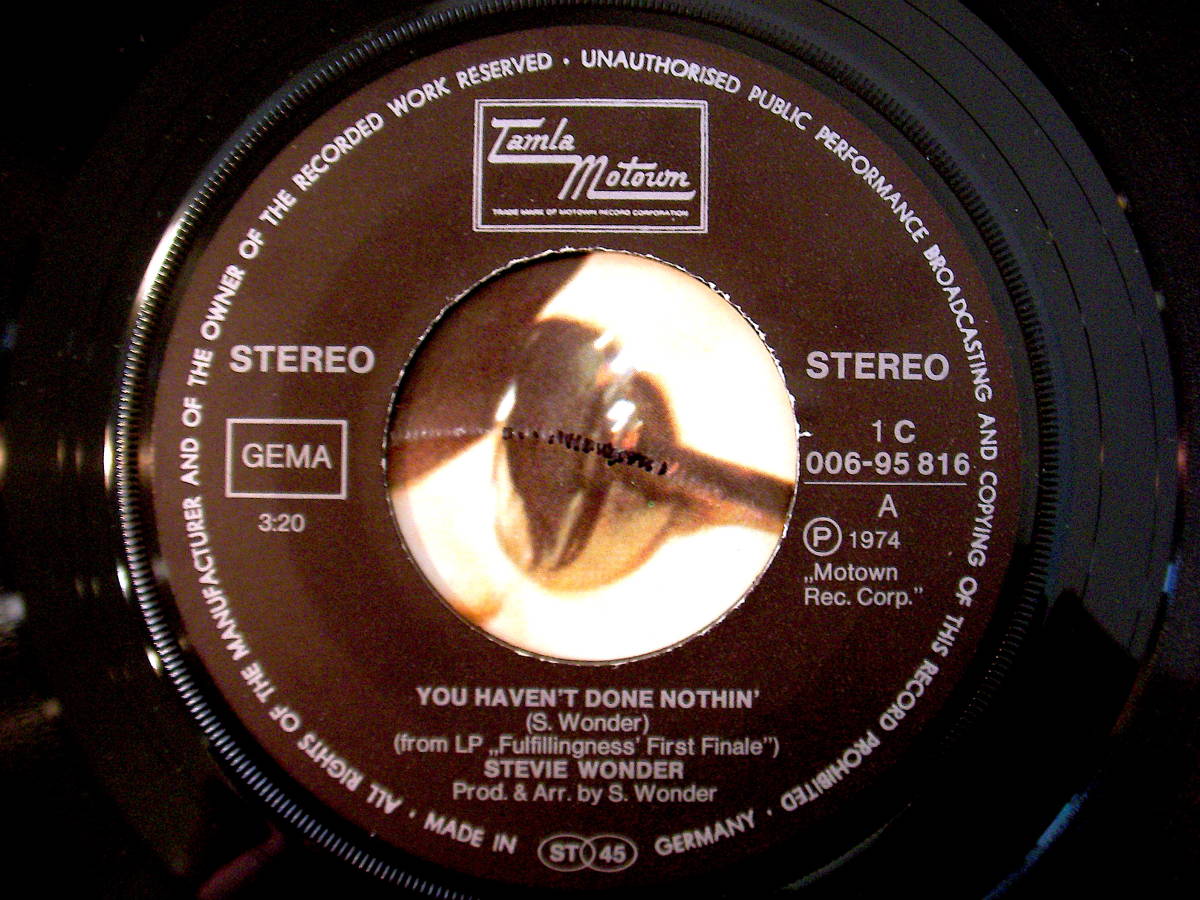 ALL RIGHTS OF THE MANUFACTURER AND OF THE OWNER OF THE RECORDED WORK RESERVED · UNAUTHORISED PUBLIC PERFORMANCE BROADCASTING AND COPYING OF THIS RECORD PROHIBITED ·
Tamla
Motown
TRADE MARK OF MOTOWN RECORD CORPORATION
STEREO
GEMA
3:20
STEREO
1 C
006-95 816
A
Ⓟ 1974
„Motown
Rec. Corp.”
YOU HAVEN'T DONE NOTHIN'
(S. Wonder)
(from LP „Fulfillingness' First Finale”)
STEVIE WONDER
Prod. & Arr. by S. Wonder
· MADE IN ST 45 GERMANY ·